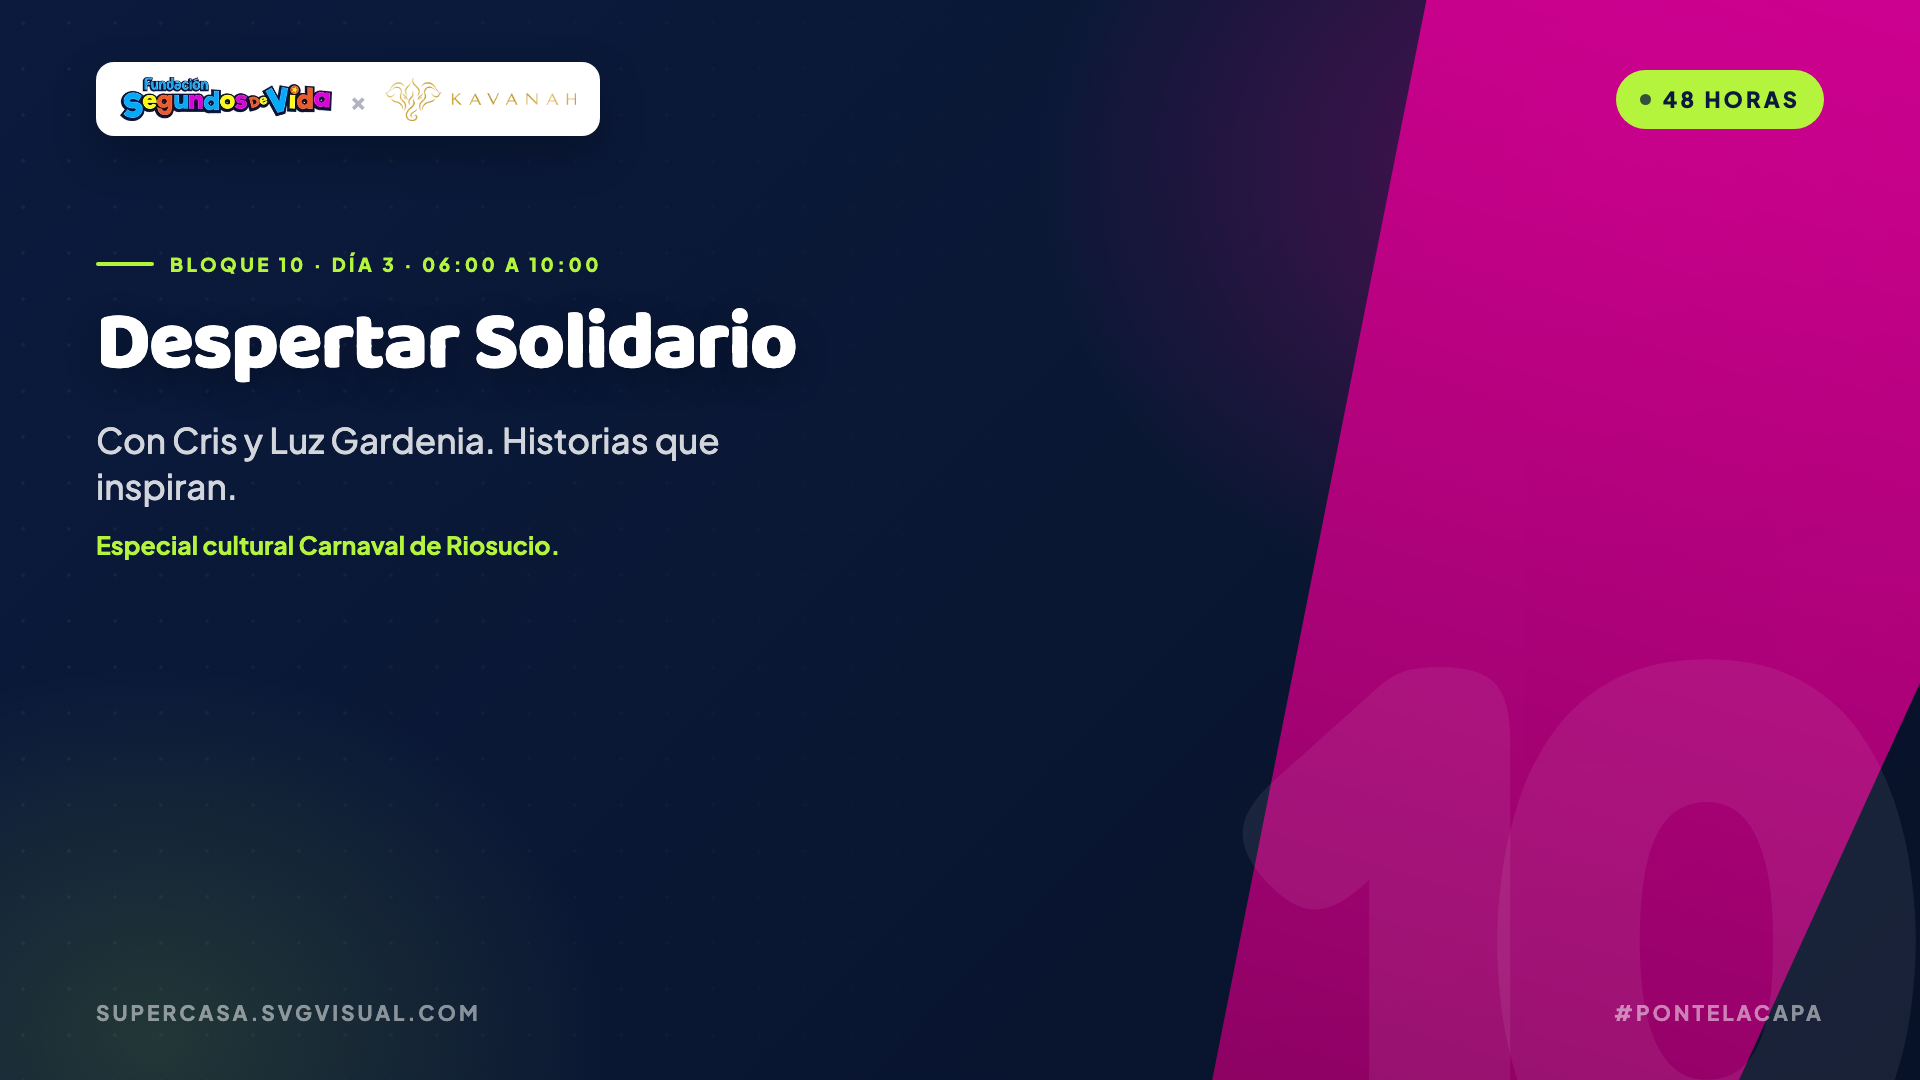 Fundación
Segundos De Vida × KAVANAH
48 HORAS
BLOQUE 10 · DÍA 3 · 06:00 A 10:00
Despertar Solidario
Con Cris y Luz Gardenia. Historias que
inspiran.
Especial cultural Carnaval de Riosucio.
10
SUPERCASA.SVGVISUAL.COM
#PONTELACAPA